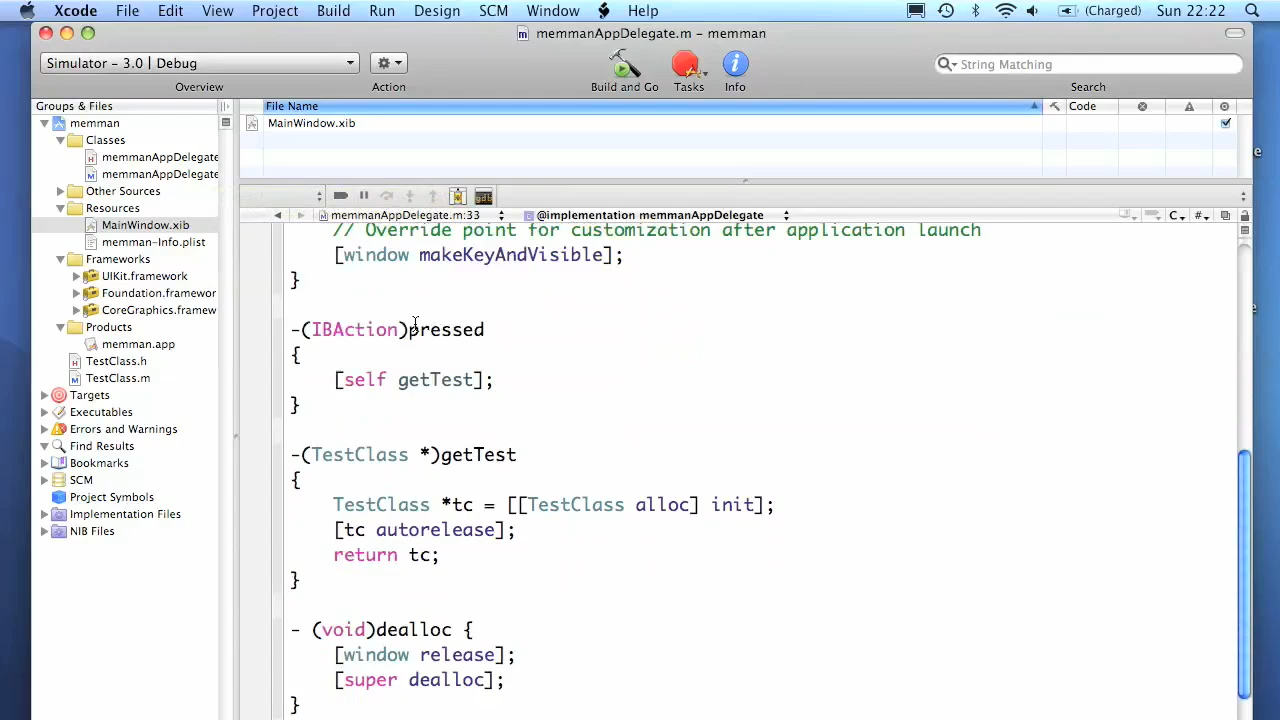 Xcode File Edit View Project Build Run Design SCM Window Help (Charged) Sun 22:22
memmanAppDelegate.m – memman
Simulator – 3.0 | Debug
String Matching
Overview Action Build and Go Tasks Info Search
Groups & Files File Name Code
memman MainWindow.xib
Classes
memmanAppDelegate
memmanAppDelegate
Other Sources
Resources
MainWindow.xib
memman-Info.plist
Frameworks
UIKit.framework
Foundation.framewor
CoreGraphics.framew
Products
memman.app
TestClass.h
TestClass.m
Targets
Executables
Errors and Warnings
Find Results
Bookmarks
SCM
Project Symbols
Implementation Files
NIB Files
gdb
memmanAppDelegate.m:33 @implementation memmanAppDelegate C #
// Override point for customization after application launch
[window makeKeyAndVisible];
}
-(IBAction)pressed
{
[self getTest];
}
-(TestClass *)getTest
{
TestClass *tc = [[TestClass alloc] init];
[tc autorelease];
return tc;
}
- (void)dealloc {
[window release];
[super dealloc];
}